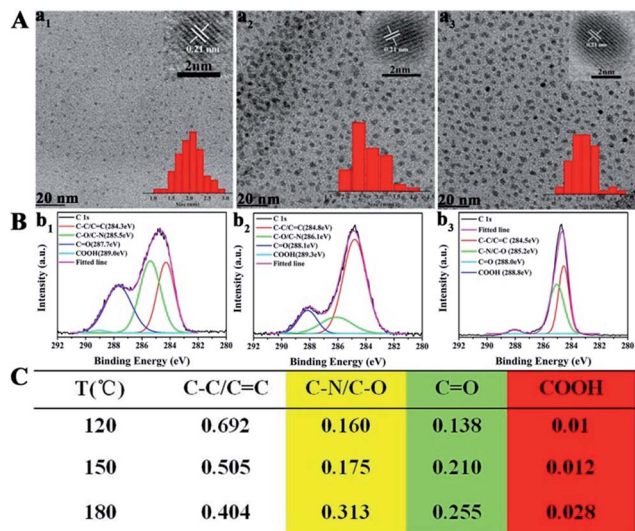 A
a1
0.21 nm
2nm
20 nm
a2
0.21 nm
2nm
20 nm
a3
0.21 nm
2nm
20 nm
B
b1
C 1s
C-C/C=C(284.3eV)
C-O/C-N(285.5eV)
C=O(287.7eV)
COOH(289.0eV)
Fitted line
Intensity (a.u.)
292 290 288 286 284 282 280
Binding Energy (eV)
b2
C 1s
C-C/C=C(284.8eV)
C-O/C-N(286.1eV)
C=O(288.1eV)
COOH(289.3eV)
Fitted line
Intensity (a.u.)
292 290 288 286 284 282 280
Binding Energy (eV)
b3
C 1s
Fitted line
C-C/C=C (284.5eV)
C-N/C-O (285.2eV)
C=O (288.0eV)
COOH (288.8eV)
Intensity (a.u.)
292 288 284 280
Binding Energy (eV)
C
T(℃) C-C/C=C C-N/C-O C=O COOH
120 0.692 0.160 0.138 0.01
150 0.505 0.175 0.210 0.012
180 0.404 0.313 0.255 0.028